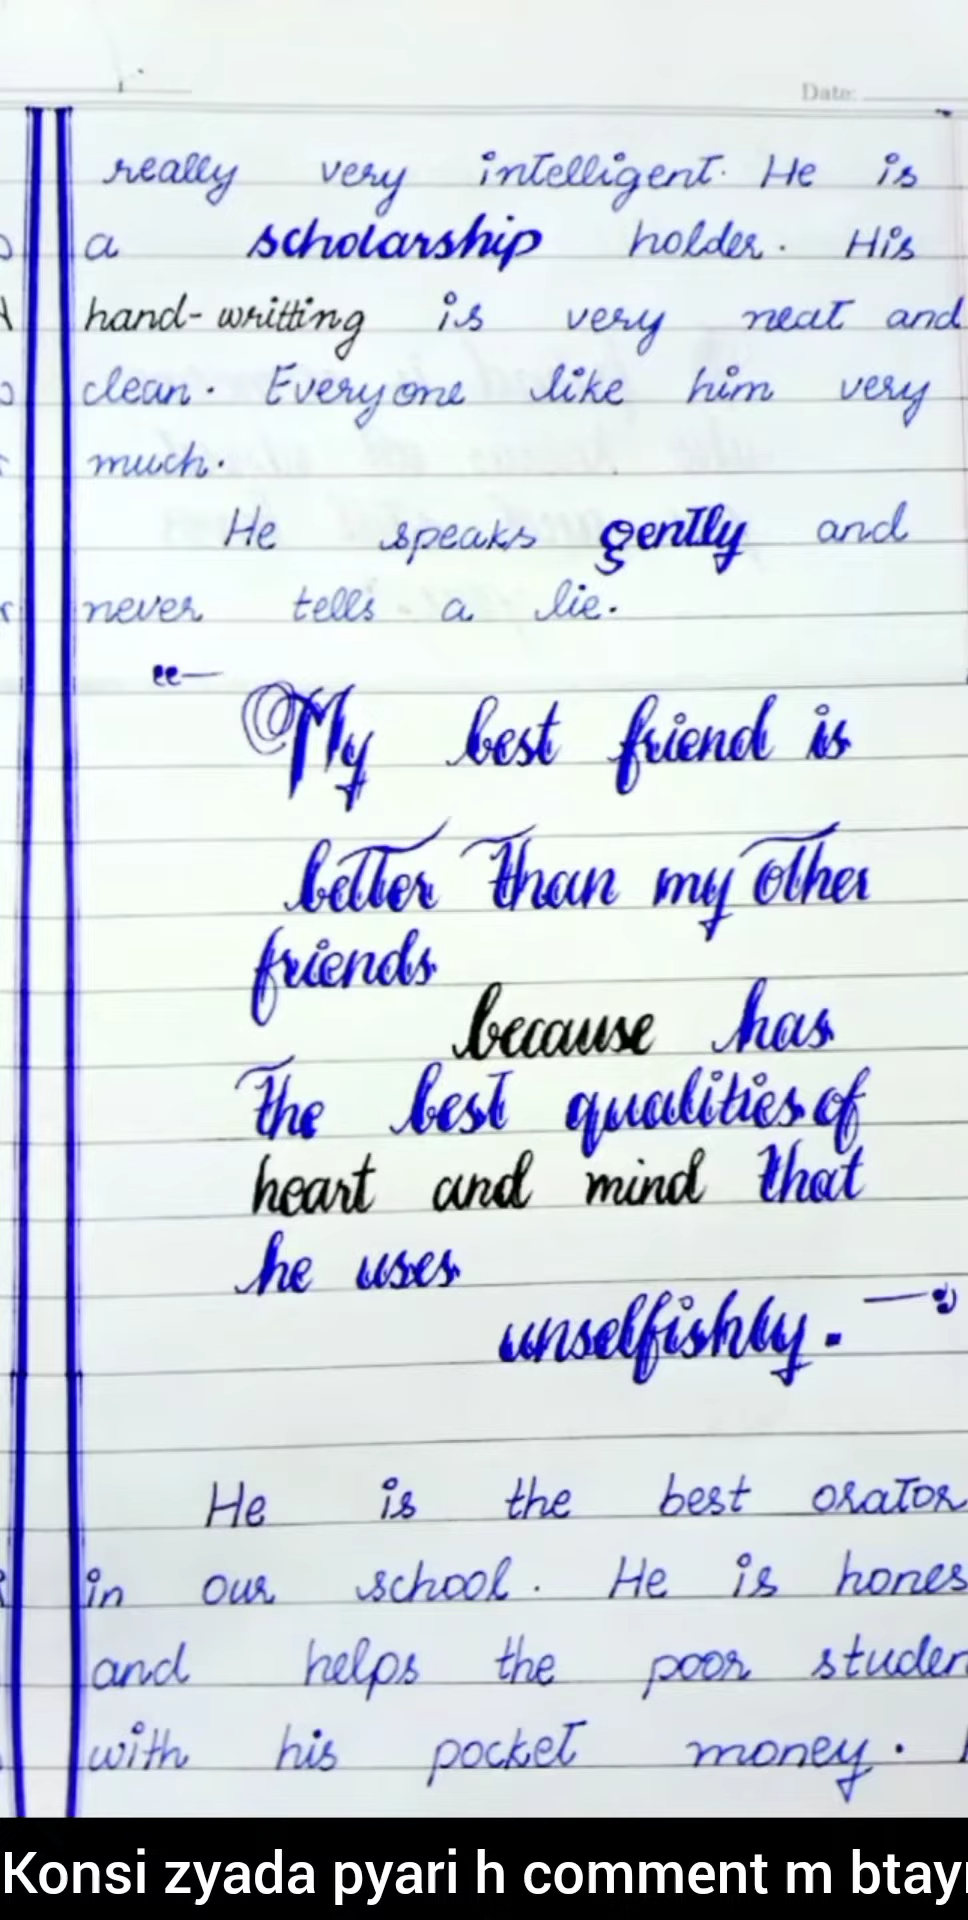 Date:
really very intelligent. He is
a scholarship holder. His
hand-writting is very neat and
clean. Everyone like him very
much.
He speaks gently and
never tells a lie.
“—
My best friend is
better than my other
friends
because has
the best qualities of
heart and mind that
he uses
unselfishly. —”
He is the best orator
in our school. He is hones
and helps the poor studen
with his pocket money.
Konsi zyada pyari h comment m btay